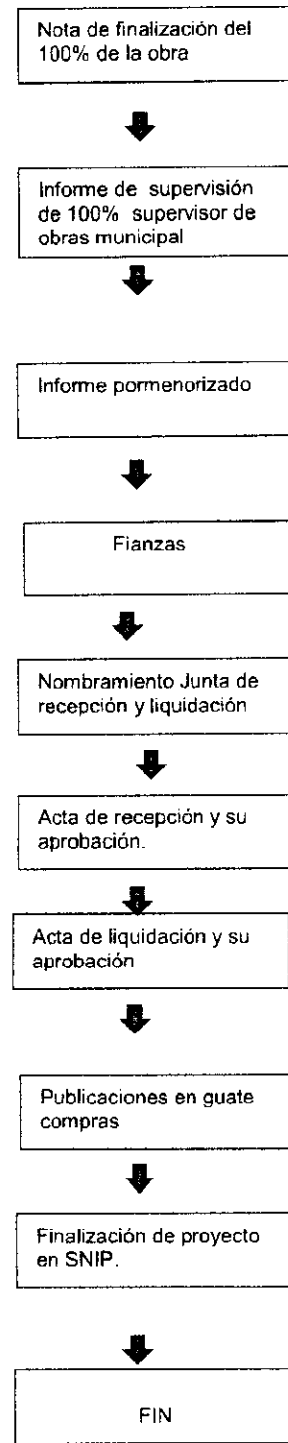 Nota de finalización del
100% de la obra
Informe de supervisión
de 100% supervisor de
obras municipal
Informe pormenorizado
Fianzas
Nombramiento Junta de
recepción y liquidación
Acta de recepción y su
aprobación.
Acta de liquidación y su
aprobación
Publicaciones en guate
compras
Finalización de proyecto
en SNIP.
FIN